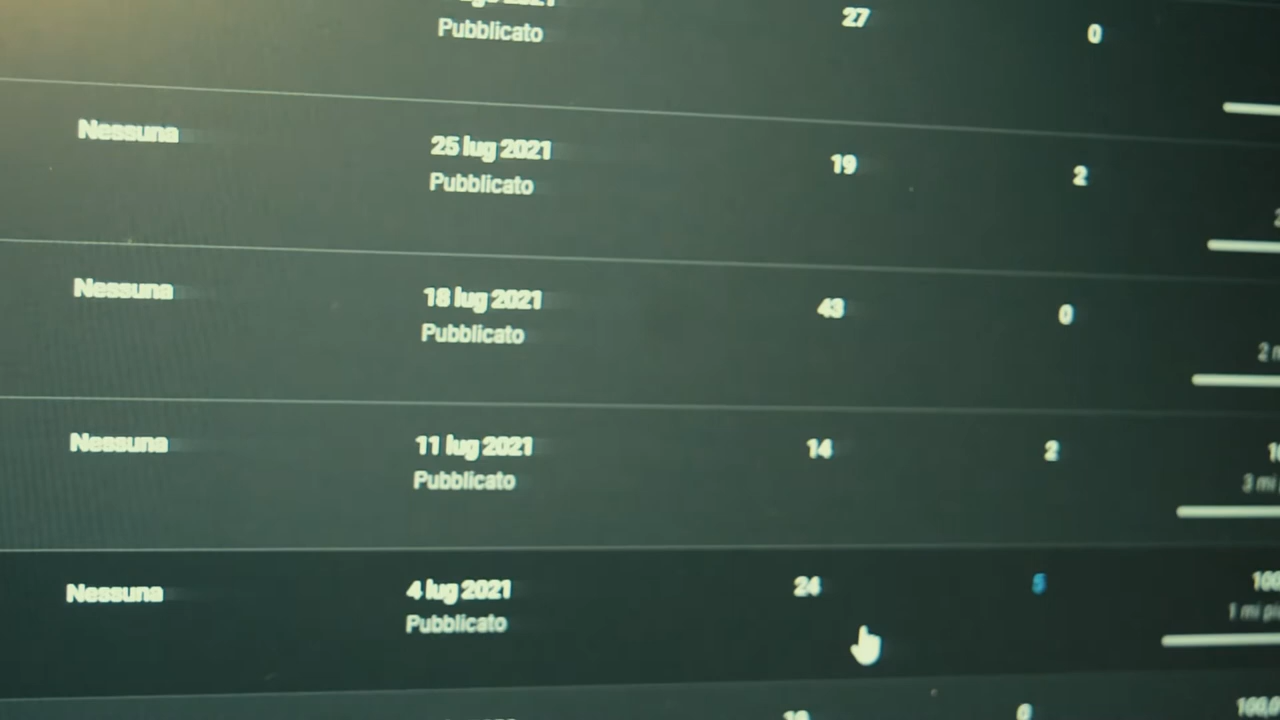 Pubblicato 27 0
Nessuna 25 lug 2021 19 2
Pubblicato
Nessuna 18 lug 2021 43 0
Pubblicato
Nessuna 11 lug 2021 14 2
Pubblicato
Nessuna 4 lug 2021 24 5
Pubblicato